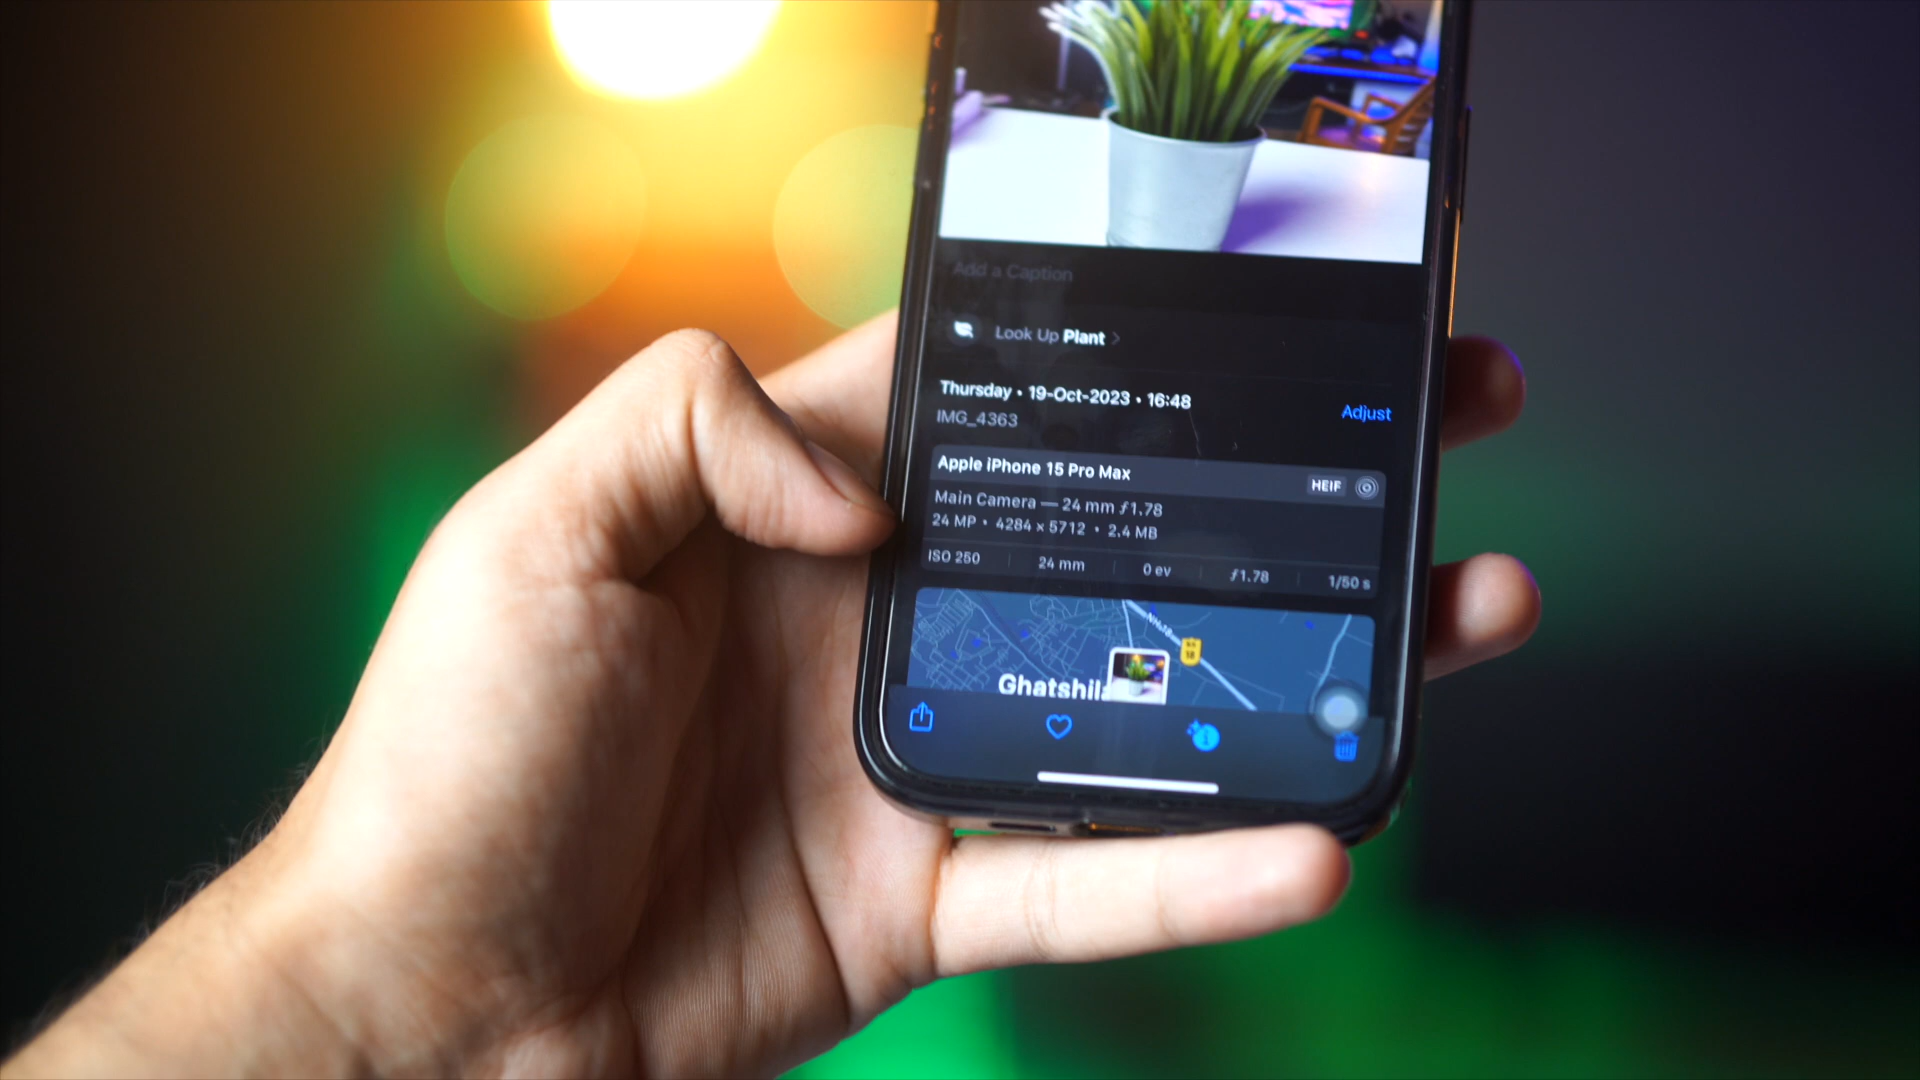 Add a Caption
Look Up Plant
Thursday • 19-Oct-2023 • 16:48
Adjust
IMG_4363
Apple iPhone 15 Pro Max
HEIF
Main Camera — 24 mm ƒ1.78
24 MP • 4284 x 5712 • 2.4 MB
ISO 250 24 mm 0 ev ƒ1.78 1/50 s
18
Ghatshila